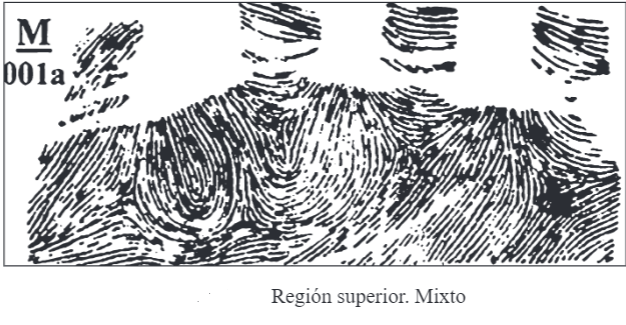 M
001a
Región superior. Mixto